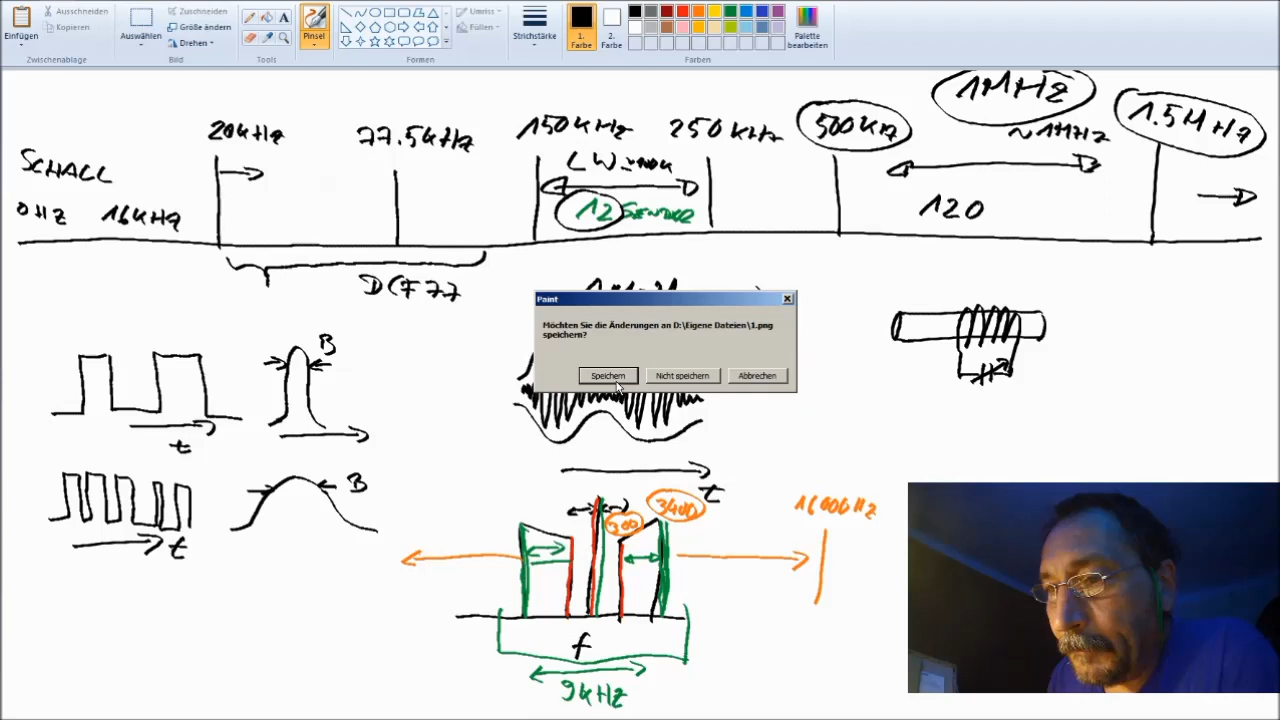 Einfügen
Ausschneiden
Kopieren
Zwischenablage
Auswählen
Zuschneiden
Größe ändern
Drehen
Bild
A
Tools
Pinsel
Formen
Umriss
Füllen
Strichstärke
1. Farbe
2. Farbe
Farben
Palette bearbeiten
SCHALL
0HZ 16KHZ
20KHZ
77.5KHZ
150KHZ
250KHZ
500KHZ
1MHZ
~1MHZ
1.5MHZ
12 SENDER
120
DCF77
Paint
Möchten Sie die Änderungen an D:\Eigene Dateien\1.png
speichern?
Speichern
Nicht speichern
Abbrechen
B
t
B
t
t
300
3400
16000HZ
f
9KHZ